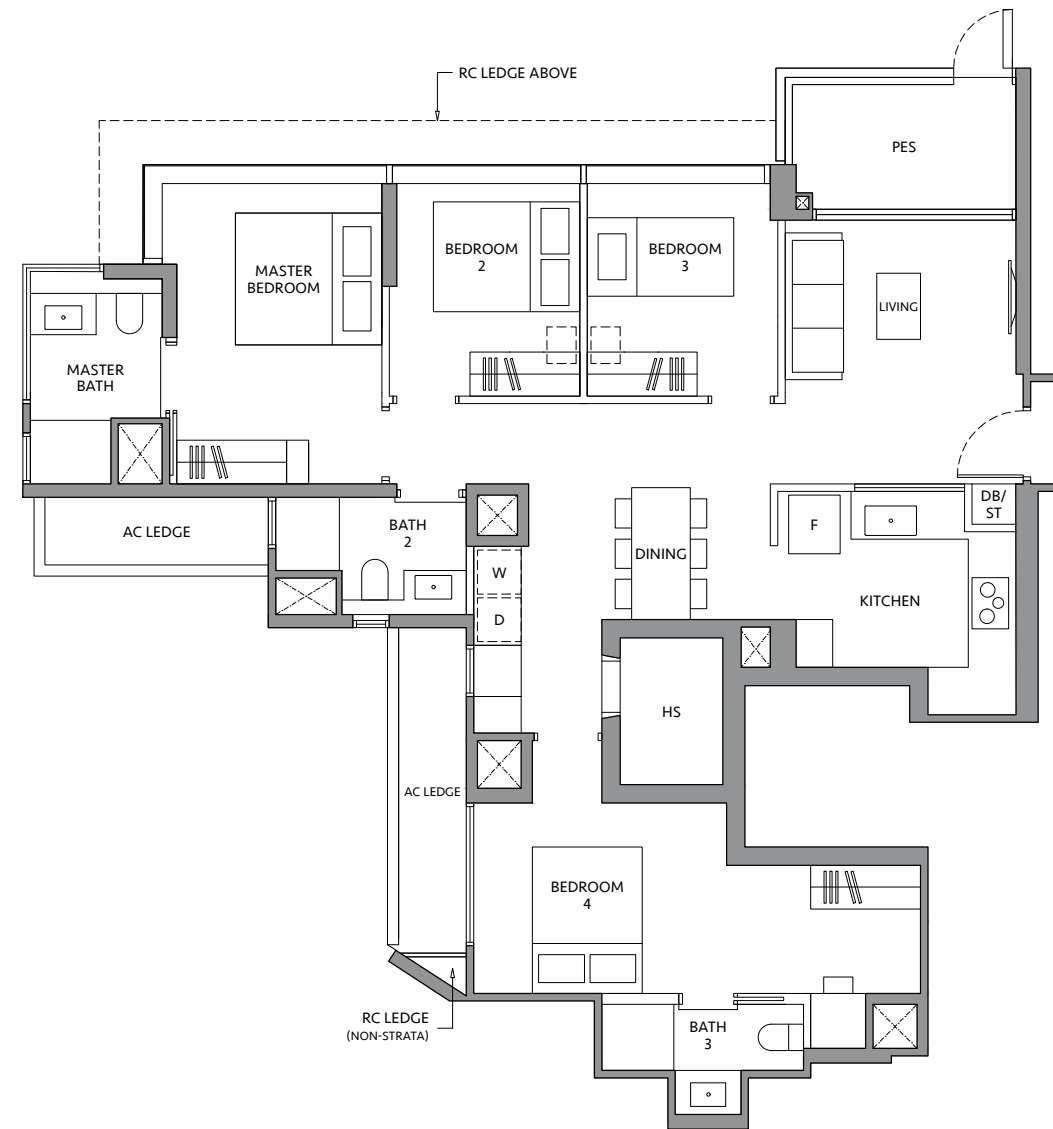 RC LEDGE ABOVE
PES
BEDROOM
2
BEDROOM
3
MASTER
BEDROOM
LIVING
MASTER
BATH
DB/
ST
F
BATH
2
AC LEDGE
DINING
W
KITCHEN
D
HS
AC LEDGE
BEDROOM
4
RC LEDGE
(NON-STRATA)
BATH
3